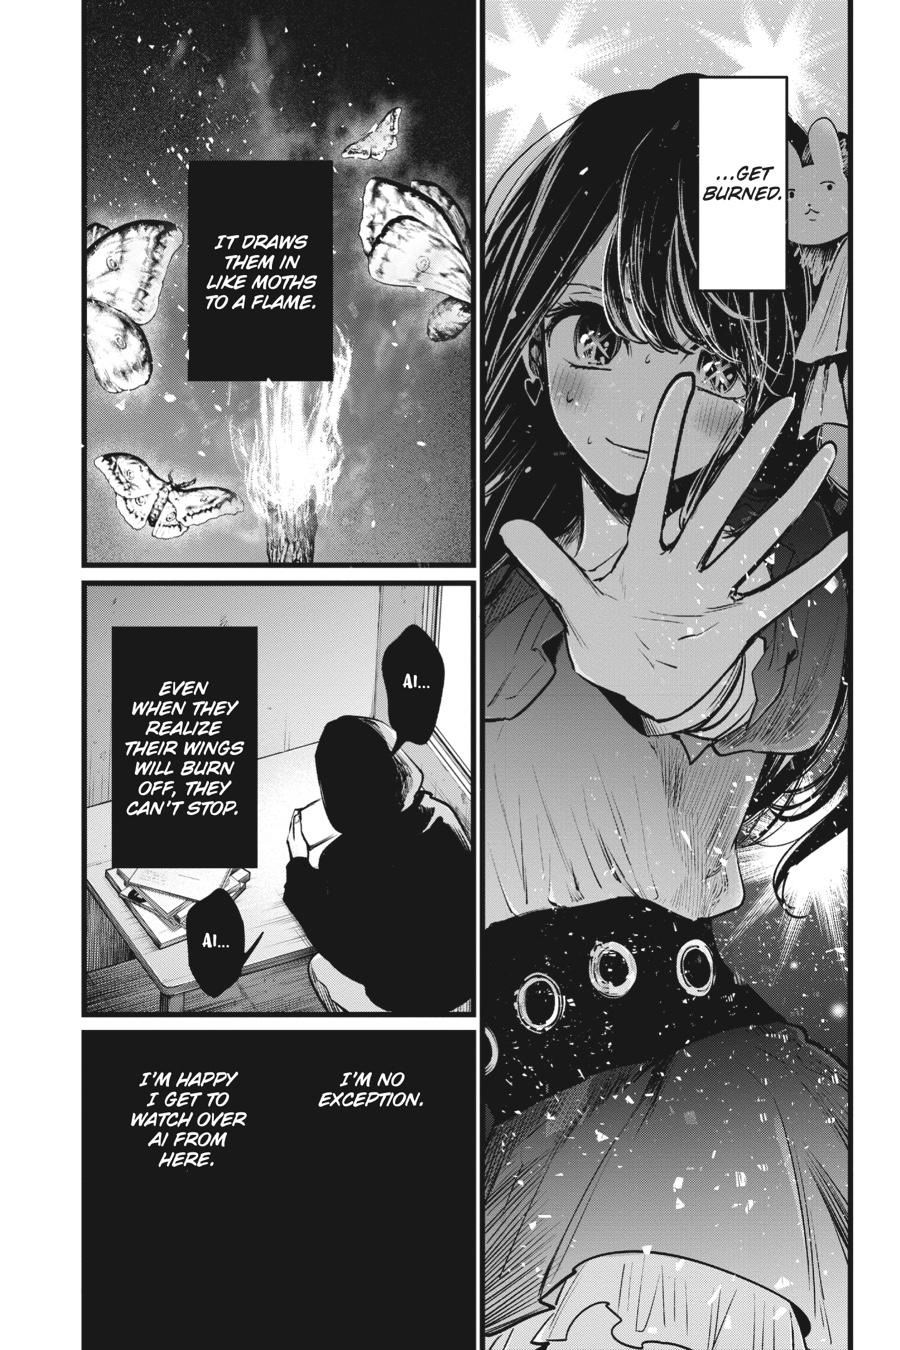 ...GET
BURNED.
IT DRAWS
THEM IN
LIKE MOTHS
TO A FLAME.
AI...
EVEN
WHEN THEY
REALIZE
THEIR WINGS
WILL BURN
OFF, THEY
CAN'T STOP.
AI...
I'M NO
EXCEPTION.
I'M HAPPY
I GET TO
WATCH OVER
AI FROM
HERE.